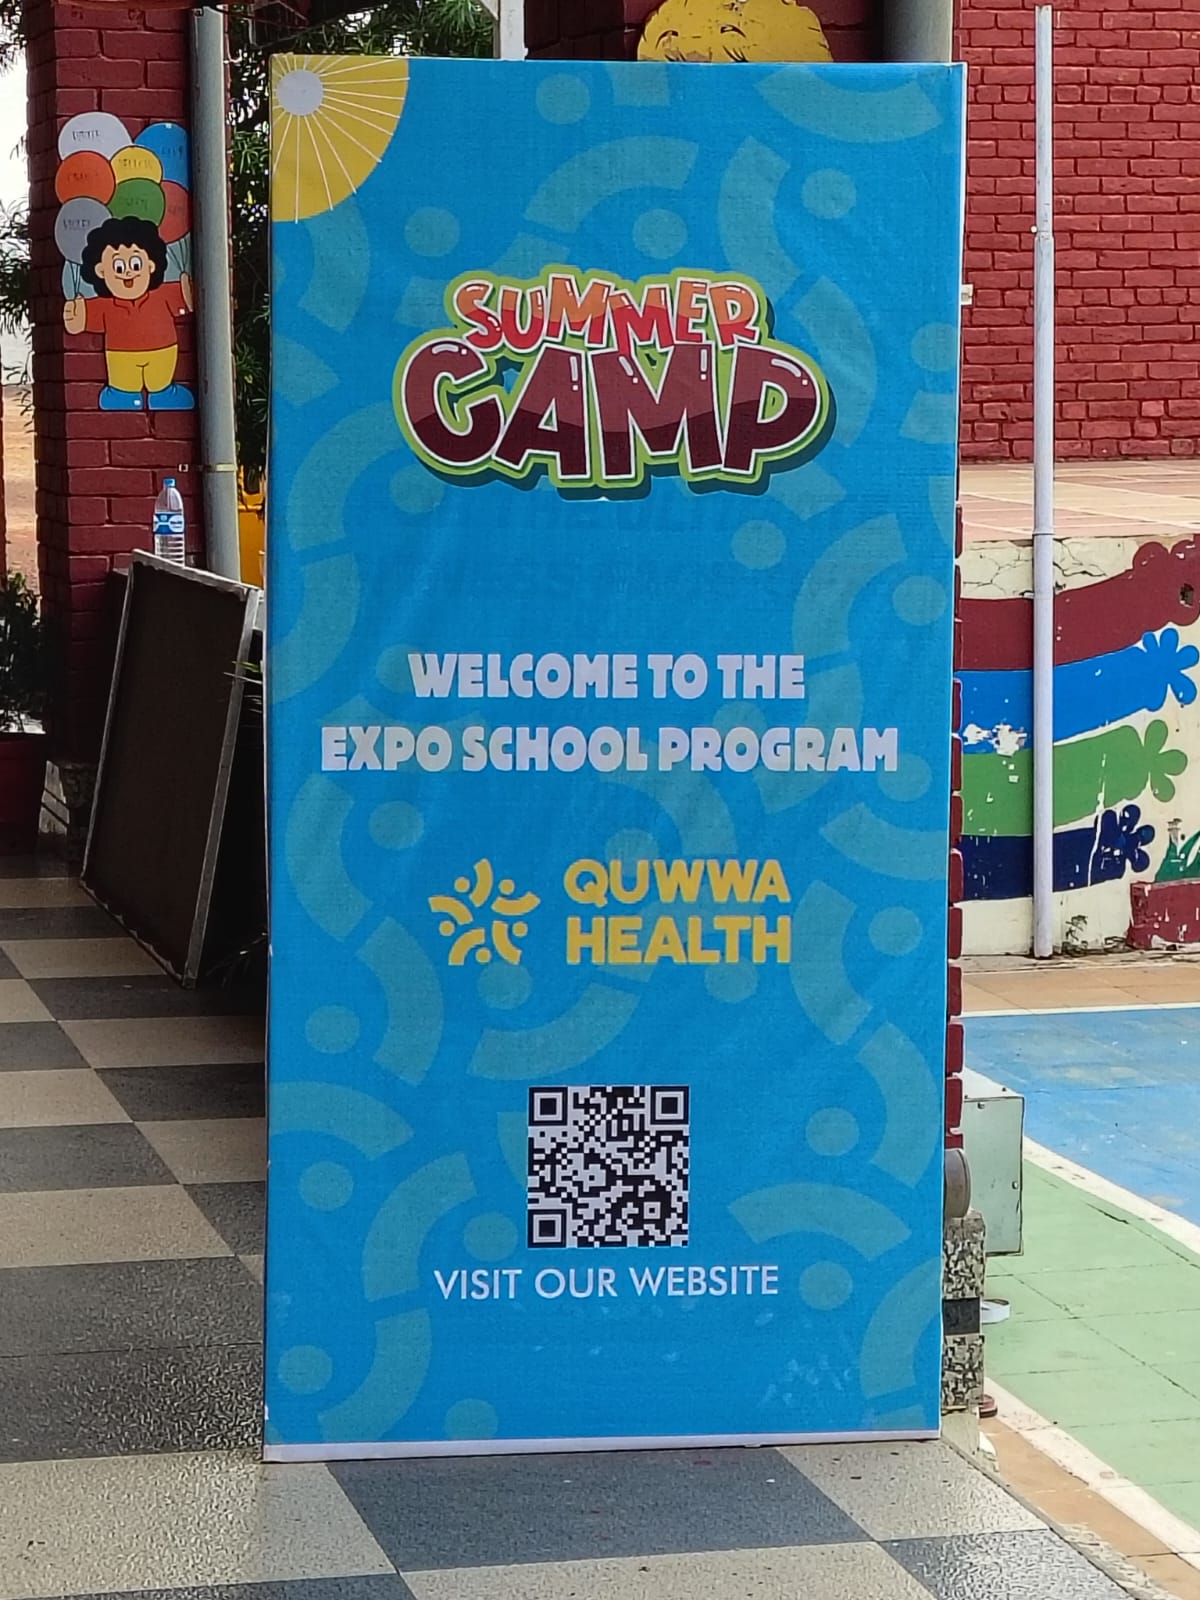 SUMMER
CAMP
WELCOME TO THE
EXPO SCHOOL PROGRAM
QUWWA
HEALTH
VISIT OUR WEBSITE